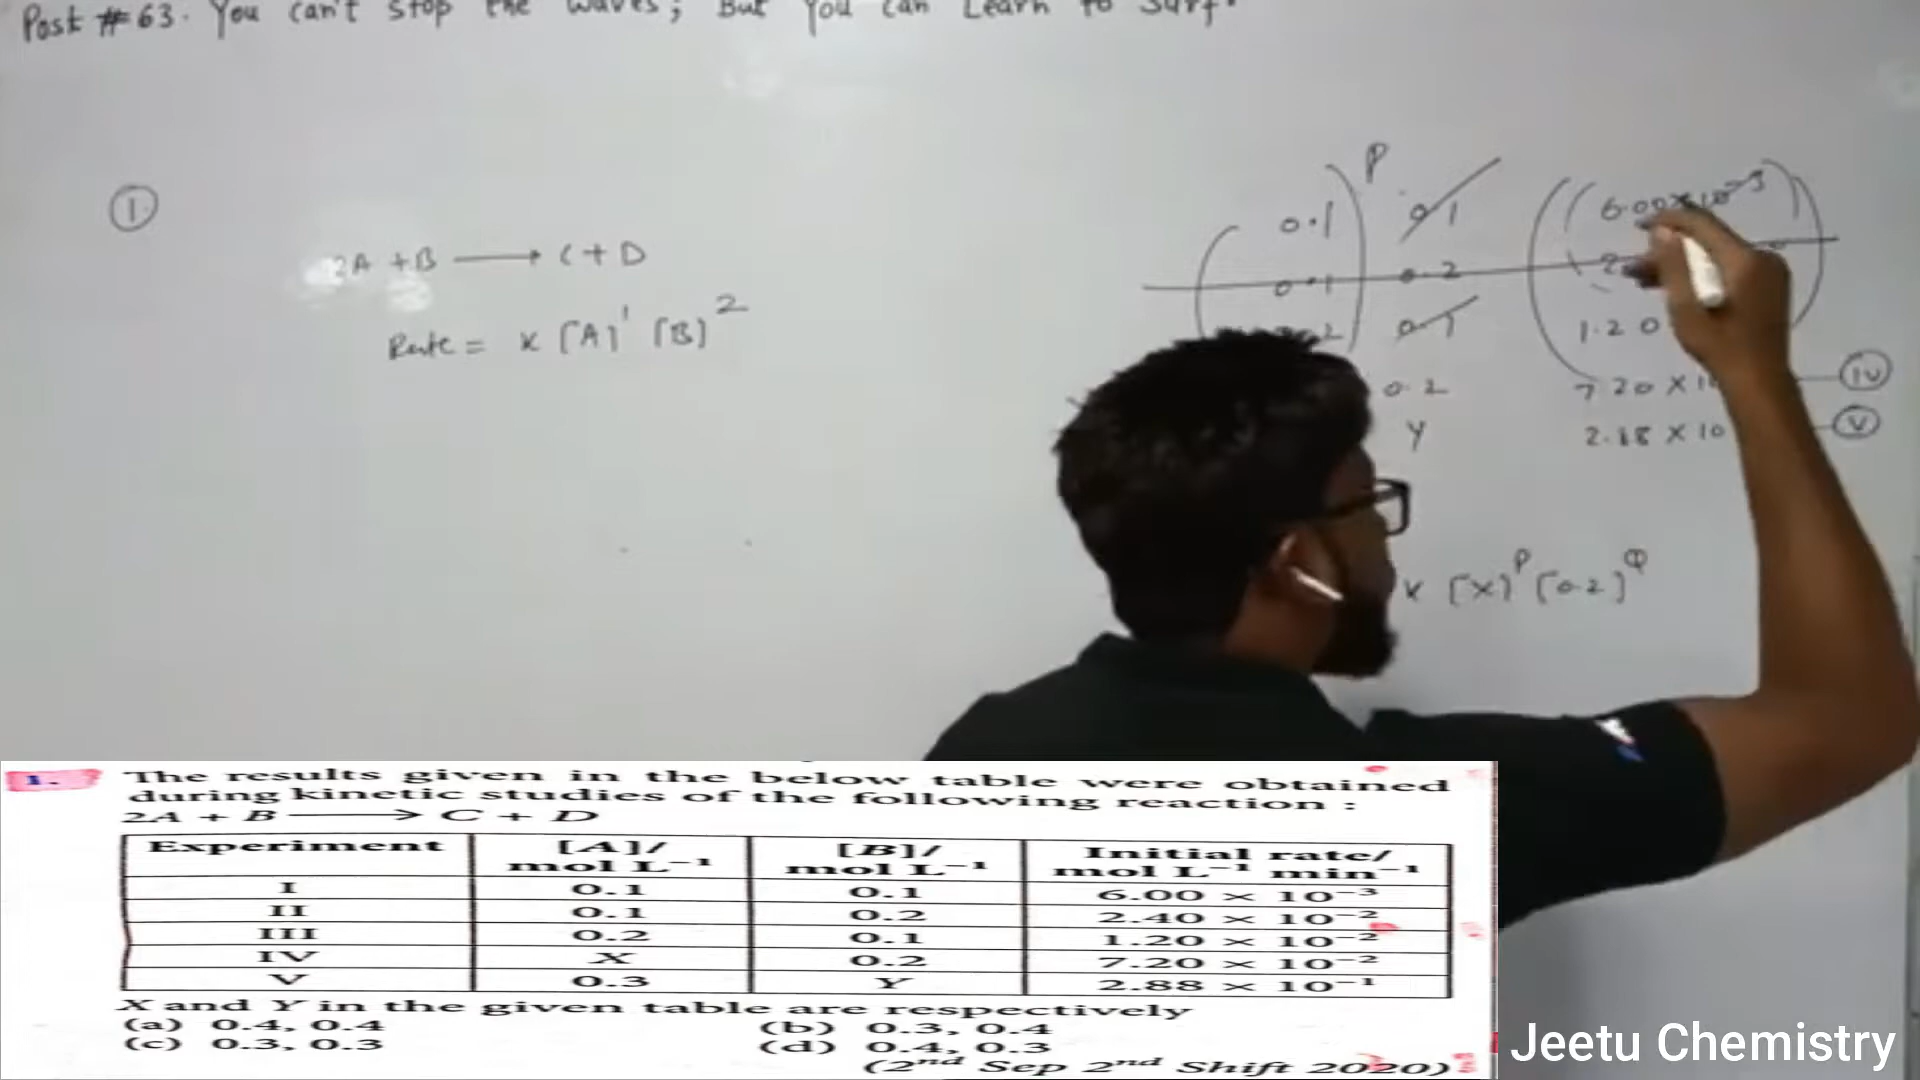 Post #63. You can't stop the waves; But you can Learn to Surf.
①
2A + B ⟶ C + D
Rate = K [A]¹ [B]²
P
0.1 0.1 6.00 × 10⁻³
0.1 0.2
0.1 1.20
0.2 7.20 × 10 IV
Y 2.88 × 10 V
K [X]ᴾ [0.2]Q
1. The results given in the below table were obtained
during kinetic studies of the following reaction :
2A + B ⟶ C + D
Experiment [A]/ mol L⁻¹ [B]/ mol L⁻¹ Initial rate/ mol L⁻¹ min⁻¹
I 0.1 0.1 6.00 × 10⁻³
II 0.1 0.2 2.40 × 10⁻²
III 0.2 0.1 1.20 × 10⁻²
IV X 0.2 7.20 × 10⁻²
V 0.3 Y 2.88 × 10⁻¹
X and Y in the given table are respectively
(a) 0.4, 0.4 (b) 0.3, 0.4
(c) 0.3, 0.3 (d) 0.4, 0.3
(2nd Sep 2nd Shift 2020)
Jeetu Chemistry